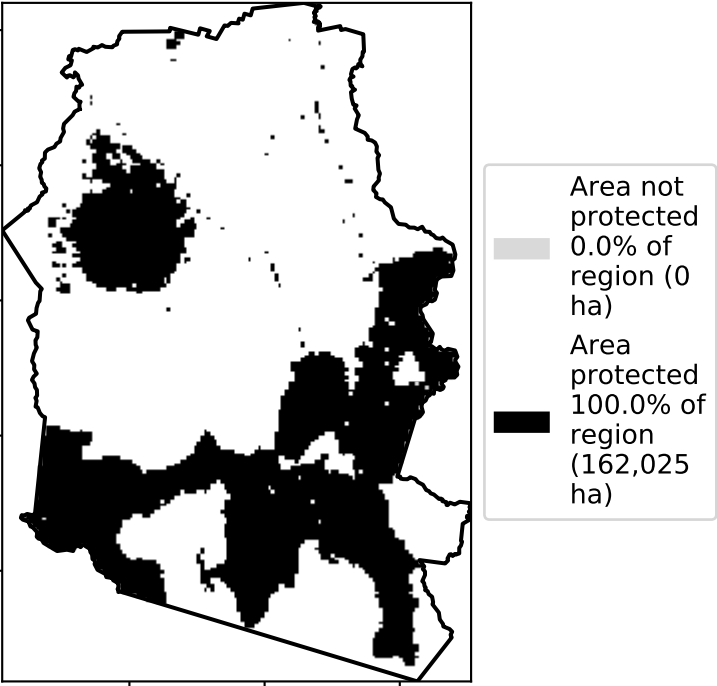 Area not
protected
0.0% of
region (0
ha)
Area
protected
100.0% of
region
(162,025
ha)